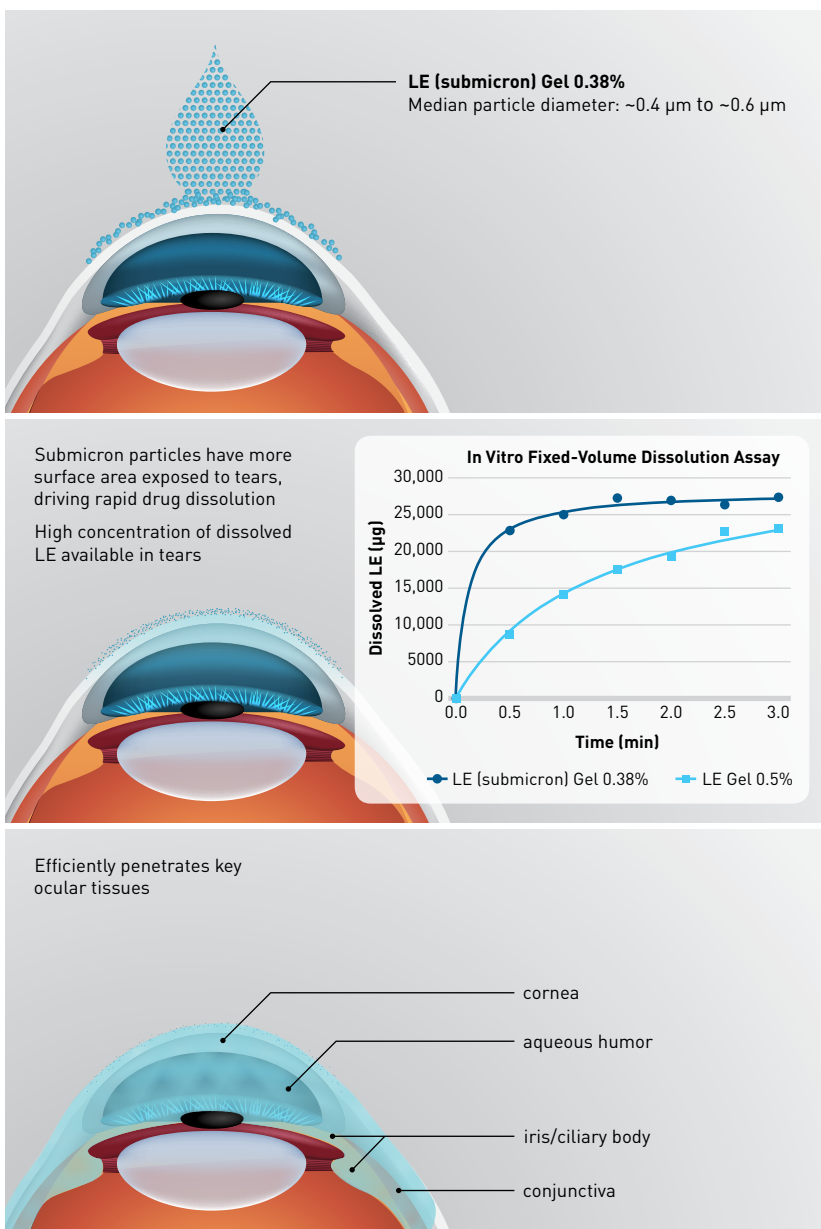 LE (submicron) Gel 0.38%
Median particle diameter: ~0.4 µm to ~0.6 µm
Submicron particles have more
surface area exposed to tears,
driving rapid drug dissolution
High concentration of dissolved
LE available in tears
In Vitro Fixed-Volume Dissolution Assay
Dissolved LE (µg)
30,000
25,000
20,000
15,000
10,000
5000
0
0.0 0.5 1.0 1.5 2.0 2.5 3.0
Time (min)
LE (submicron) Gel 0.38% LE Gel 0.5%
Efficiently penetrates key
ocular tissues
cornea
aqueous humor
iris/ciliary body
conjunctiva